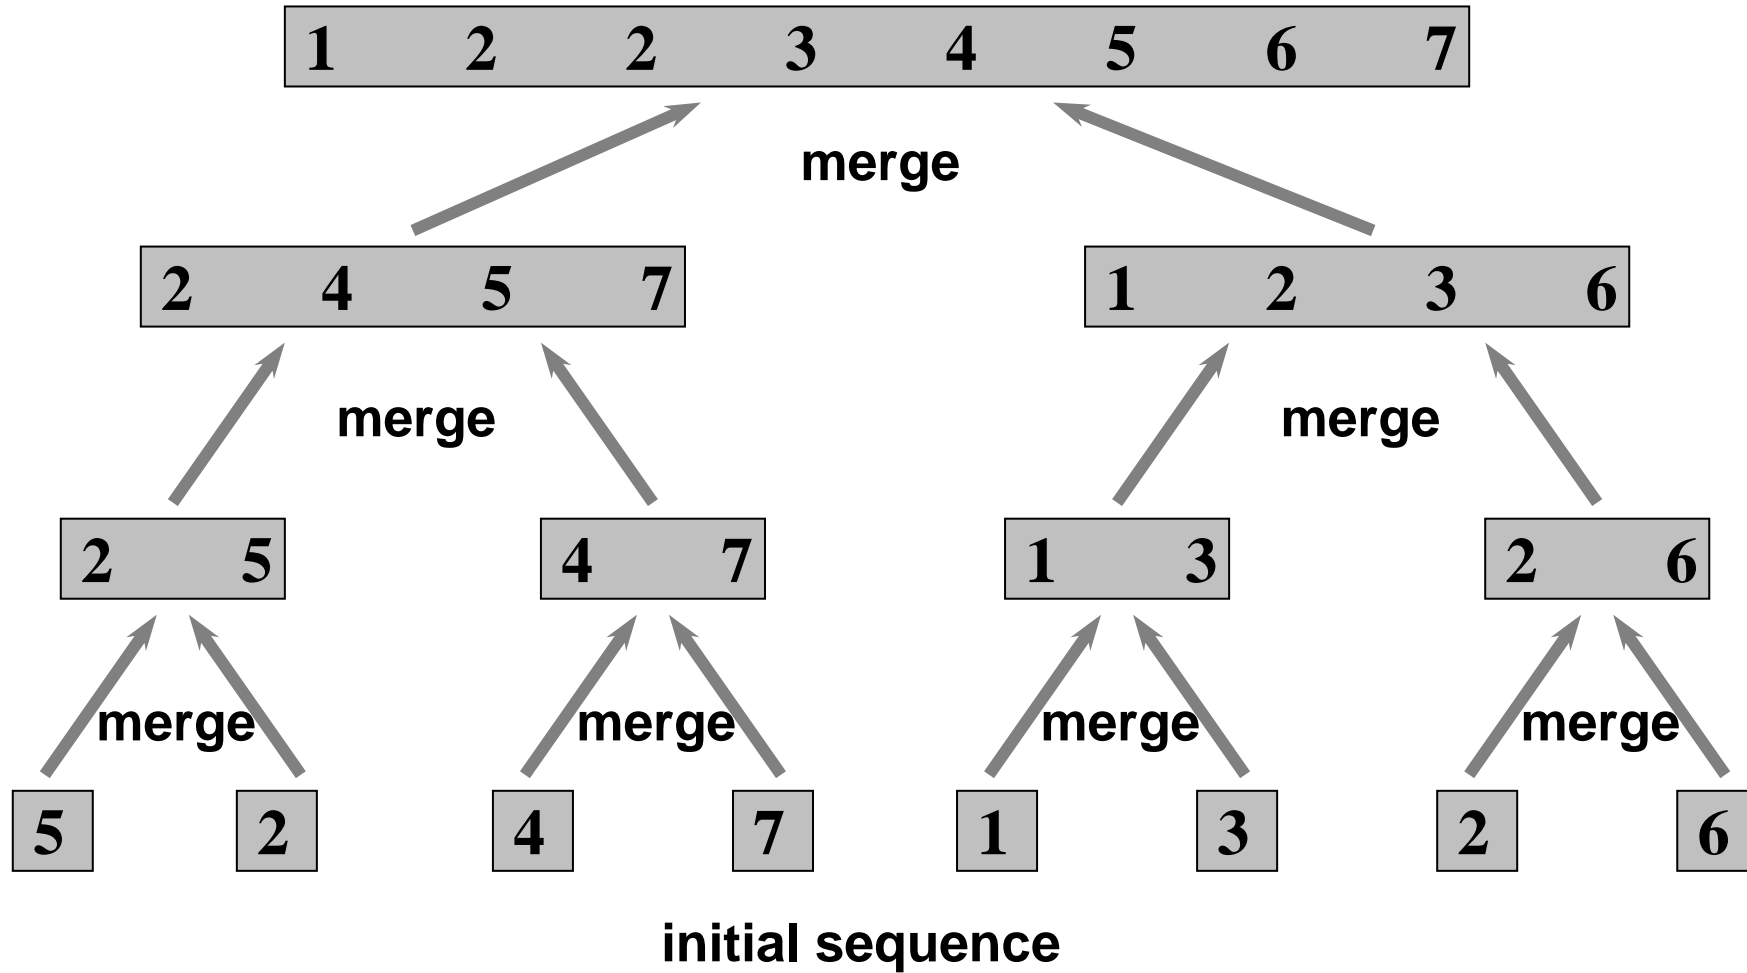 1 2 2 3 4 5 6 7
merge
2 4 5 7 1 2 3 6
merge merge
2 5 4 7 1 3 2 6
merge merge merge merge
5 2 4 7 1 3 2 6
initial sequence